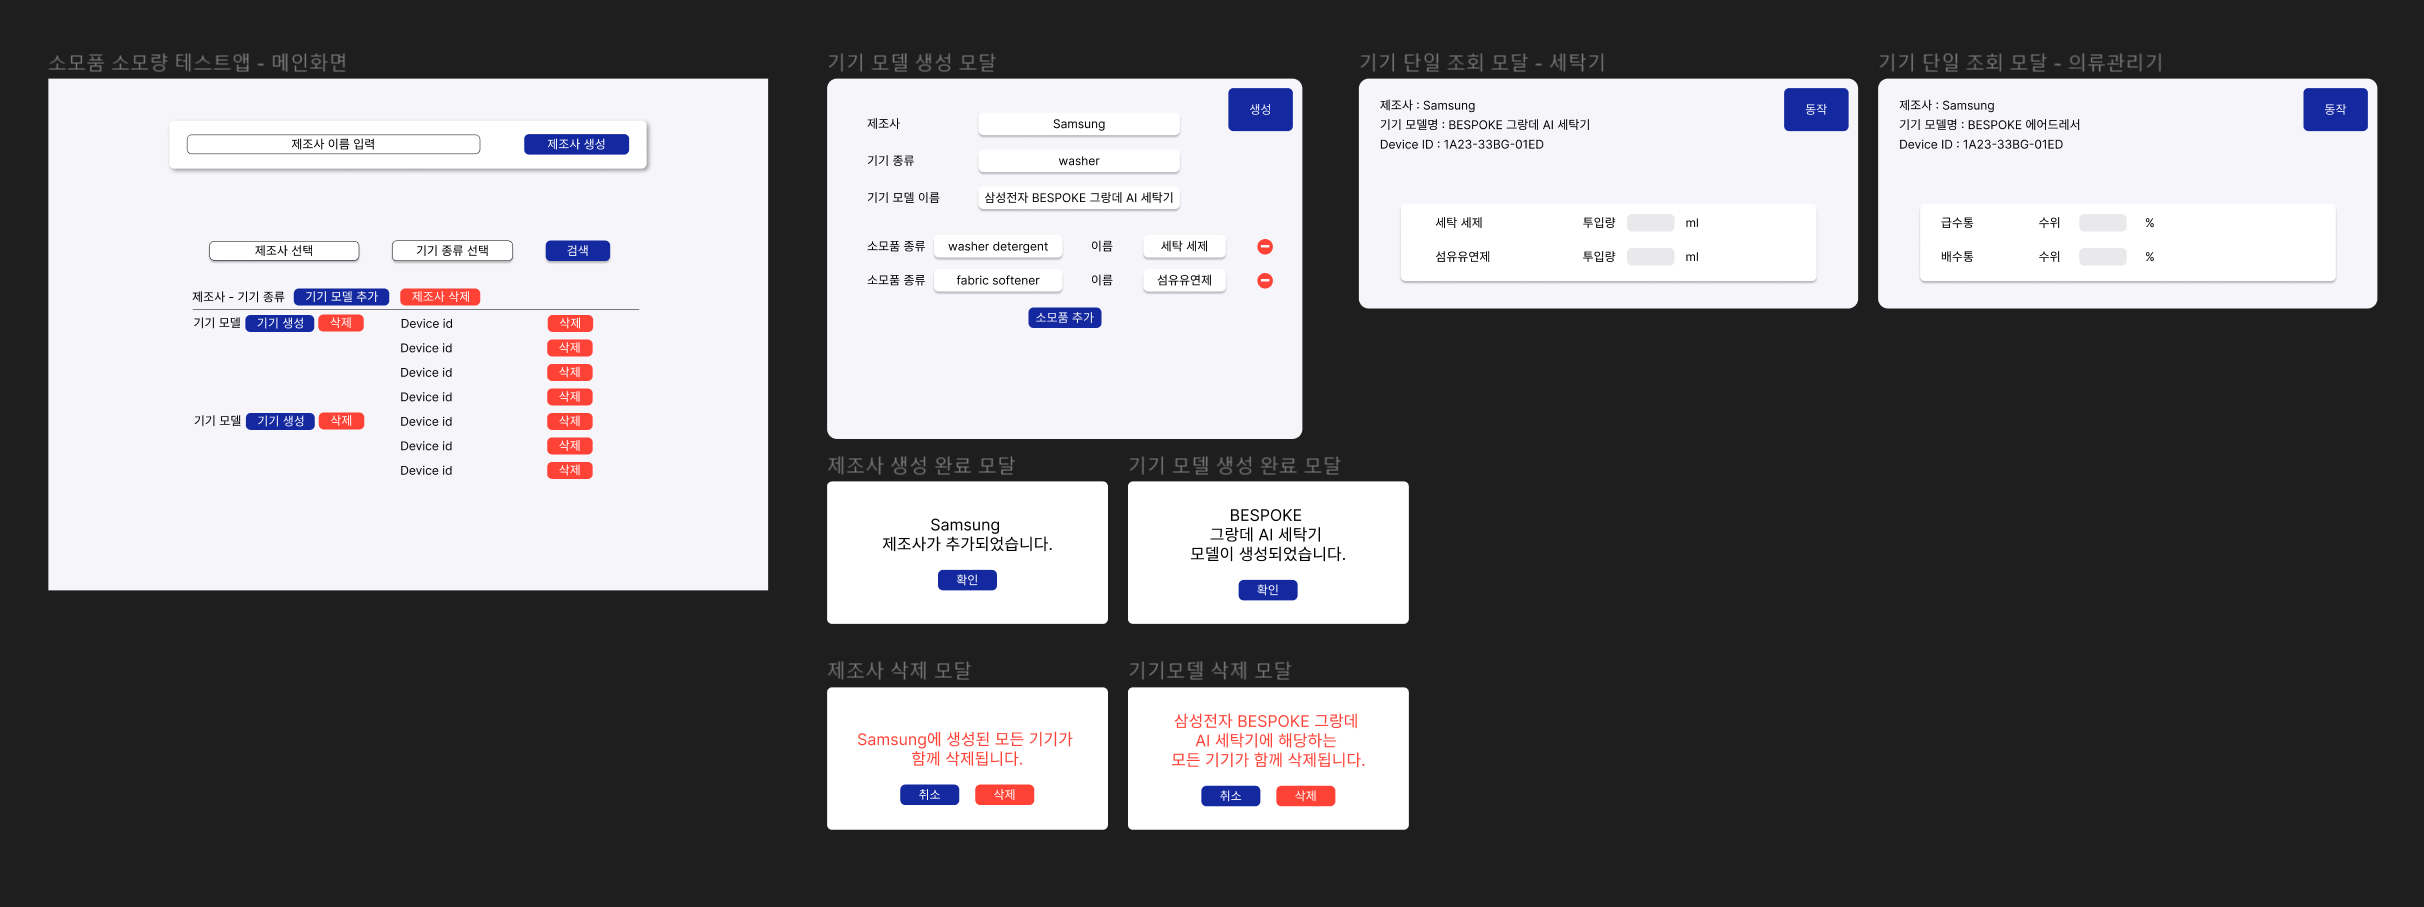 소모품 소모량 테스트앱 - 메인화면
제조사 이름 입력
제조사 생성
제조사 선택
기기 종류 선택
검색
제조사 - 기기 종류
기기 모델 추가
제조사 삭제
기기 모델
기기 생성
삭제
Device id
삭제
Device id
삭제
Device id
삭제
Device id
삭제
기기 모델
기기 생성
삭제
Device id
삭제
Device id
삭제
Device id
삭제
기기 모델 생성 모달
생성
제조사
Samsung
기기 종류
washer
기기 모델 이름
삼성전자 BESPOKE 그랑데 AI 세탁기
소모품 종류
washer detergent
이름
세탁 세제
소모품 종류
fabric softener
이름
섬유유연제
소모품 추가
기기 단일 조회 모달 - 세탁기
제조사 : Samsung
기기 모델명 : BESPOKE 그랑데 AI 세탁기
Device ID : 1A23-33BG-01ED
동작
세탁 세제
투입량
ml
섬유유연제
투입량
ml
기기 단일 조회 모달 - 의류관리기
제조사 : Samsung
기기 모델명 : BESPOKE 에어드레서
Device ID : 1A23-33BG-01ED
동작
급수통
수위
%
배수통
수위
%
제조사 생성 완료 모달
Samsung
제조사가 추가되었습니다.
확인
기기 모델 생성 완료 모달
BESPOKE
그랑데 AI 세탁기
모델이 생성되었습니다.
확인
제조사 삭제 모달
Samsung에 생성된 모든 기기가
함께 삭제됩니다.
취소
삭제
기기모델 삭제 모달
삼성전자 BESPOKE 그랑데
AI 세탁기에 해당하는
모든 기기가 함께 삭제됩니다.
취소
삭제